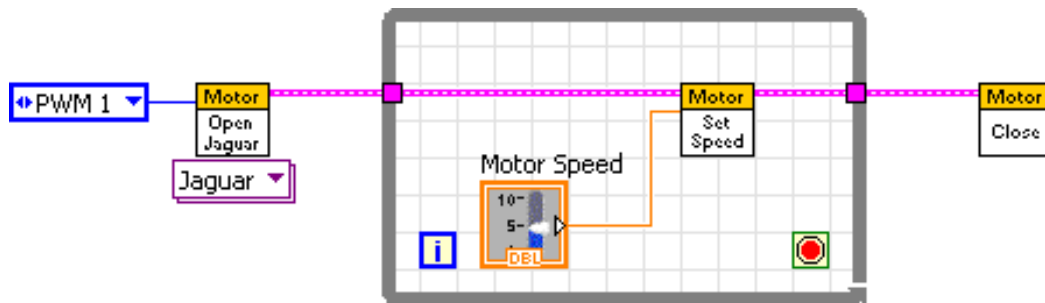 PWM 1
Motor
Open
Jaguar
Jaguar
Motor Speed
10
5
DBL
i
Motor
Set
Speed
Motor
Close